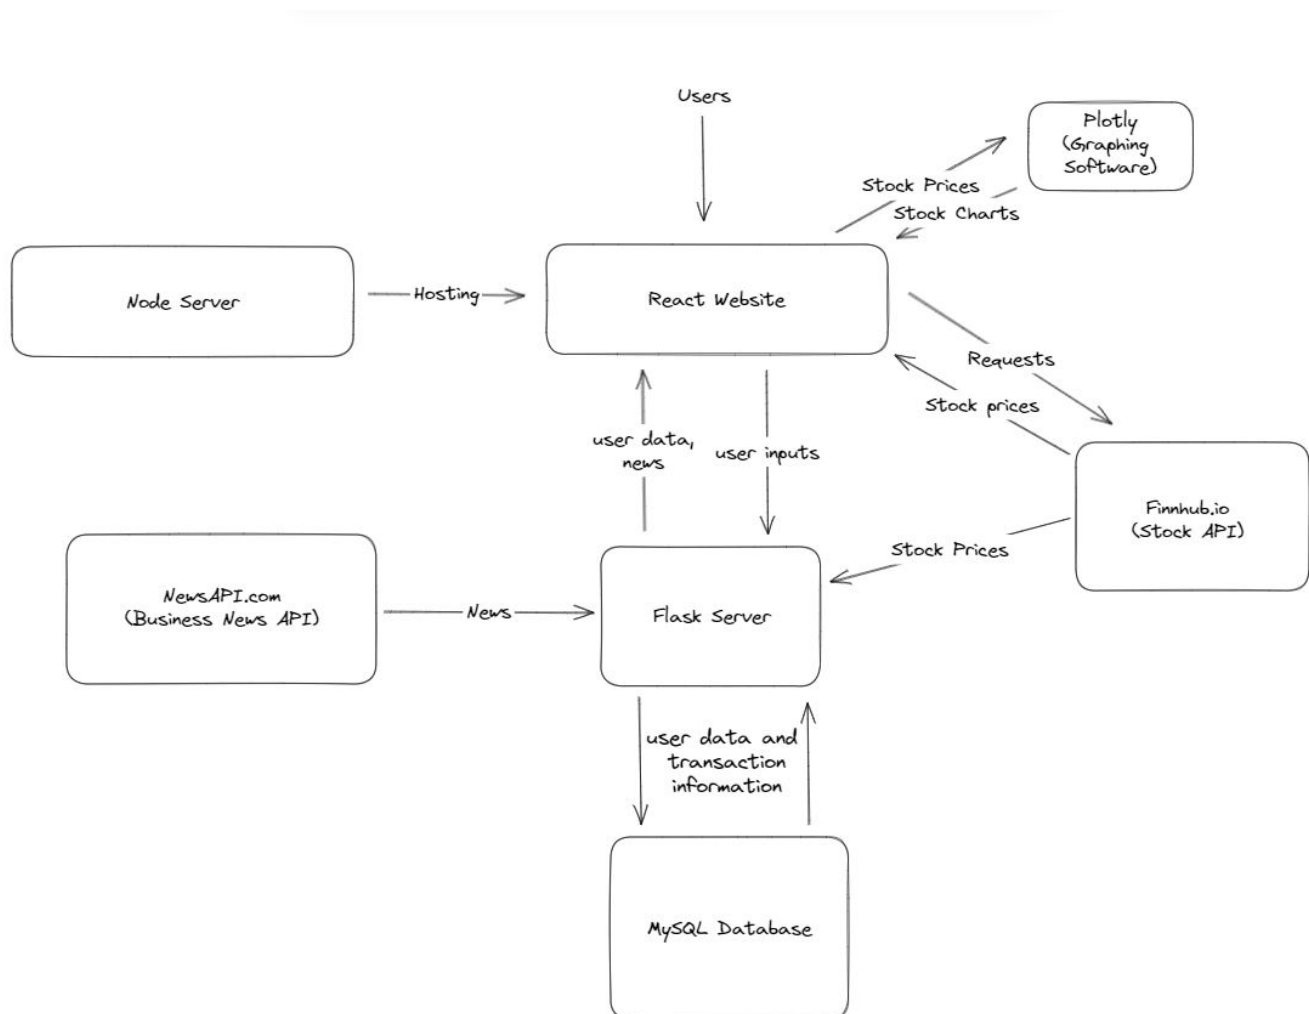 Users
Plotly
(Graphing
Software)
Stock Prices
Stock Charts
Node Server
Hosting
React Website
Requests
Stock prices
user data,
news
user inputs
Finnhub.io
(Stock API)
Stock Prices
NewsAPI.com
(Business News API)
News
Flask Server
user data and
transaction
information
MySQL Database